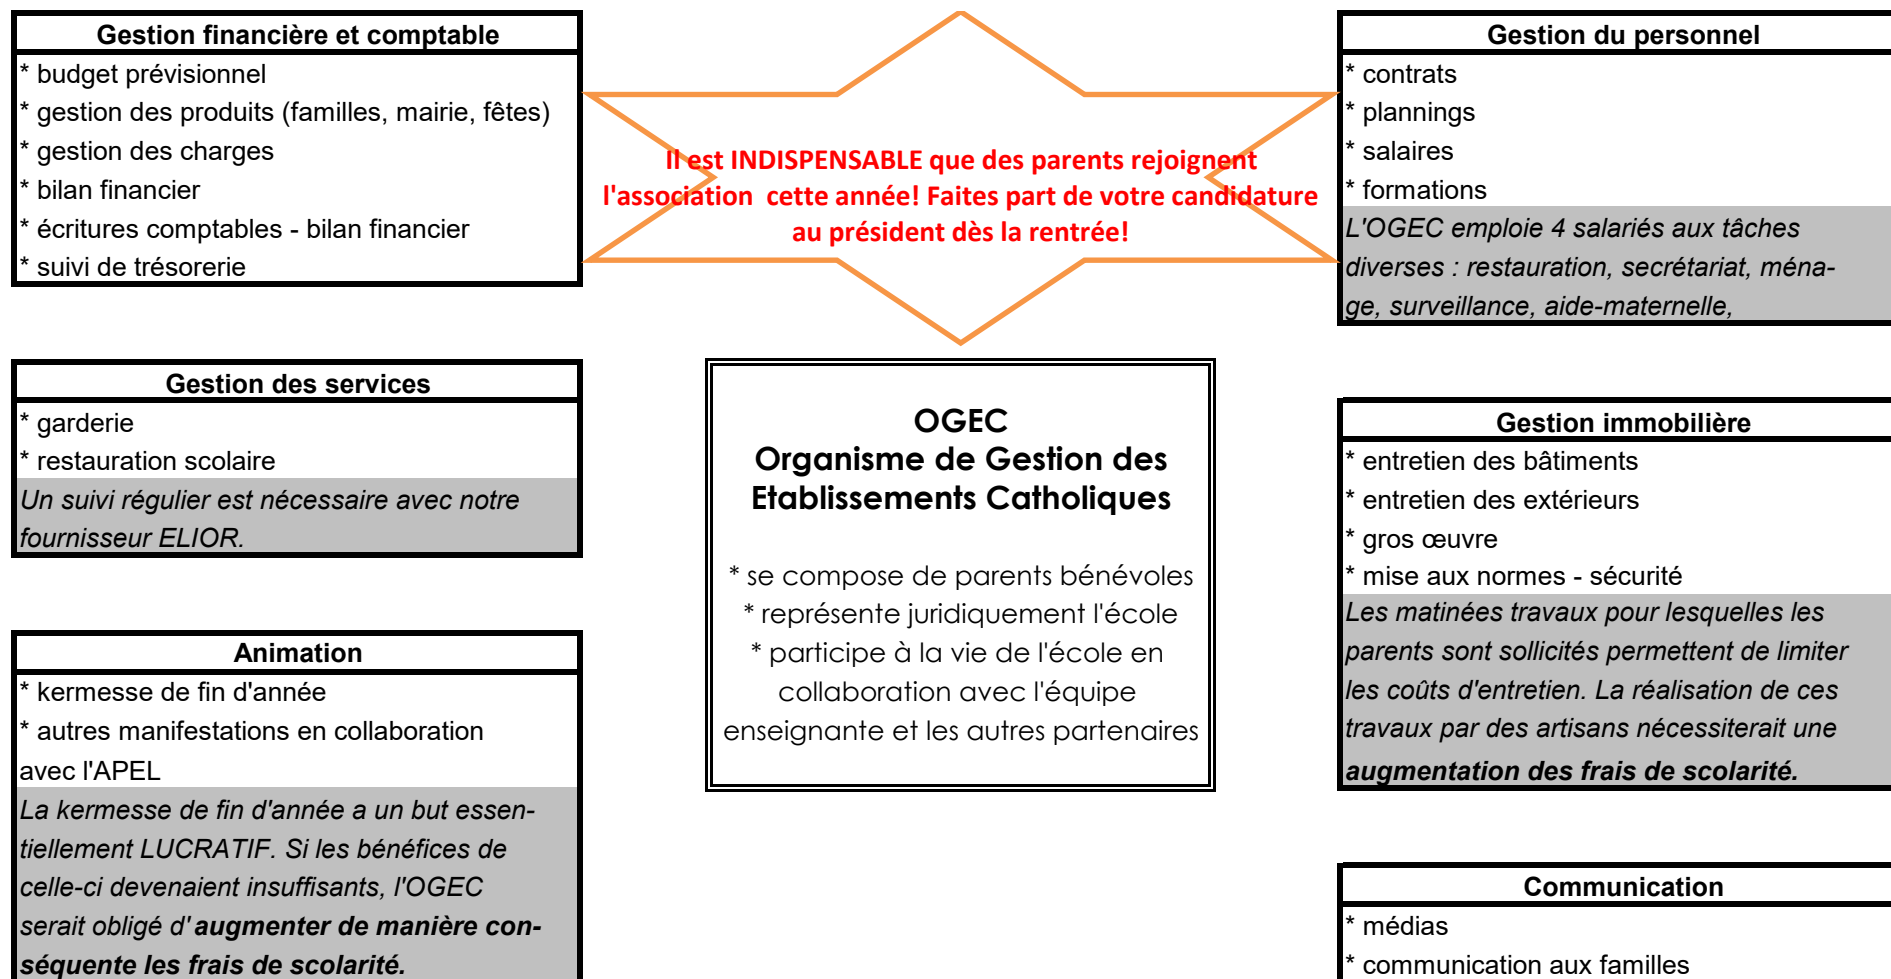 Gestion financière et comptable
* budget prévisionnel
* gestion des produits (familles, mairie, fêtes)
* gestion des charges
* bilan financier
* écritures comptables - bilan financier
* suivi de trésorerie
Il est INDISPENSABLE que des parents rejoignent
l'association  cette année! Faites part de votre candidature
au président dès la rentrée!
Gestion du personnel
* contrats
* plannings
* salaires
* formations
L'OGEC emploie 4 salariés aux tâches
diverses : restauration, secrétariat, ména-
ge, surveillance, aide-maternelle,
Gestion des services
* garderie
* restauration scolaire
Un suivi régulier est nécessaire avec notre
fournisseur ELIOR.
OGEC
Organisme de Gestion des
Etablissements Catholiques
* se compose de parents bénévoles
* représente juridiquement l'école
* participe à la vie de l'école en
collaboration avec l'équipe
enseignante et les autres partenaires
Gestion immobilière
* entretien des bâtiments
* entretien des extérieurs
* gros œuvre
* mise aux normes - sécurité
Les matinées travaux pour lesquelles les
parents sont sollicités permettent de limiter
les coûts d'entretien. La réalisation de ces
travaux par des artisans nécessiterait une
augmentation des frais de scolarité.
Animation
* kermesse de fin d'année
* autres manifestations en collaboration
avec l'APEL
La kermesse de fin d'année a un but essen-
tiellement LUCRATIF. Si les bénéfices de
celle-ci devenaient insuffisants, l'OGEC
serait obligé d'augmenter de manière con-
séquente les frais de scolarité.
Communication
* médias
* communication aux familles